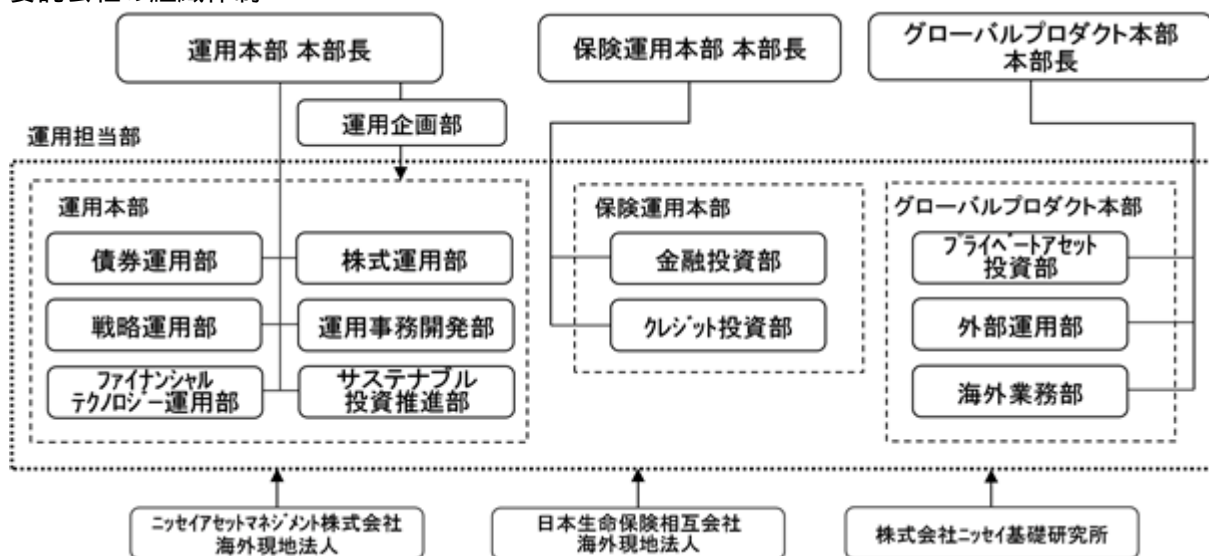 運用本部 本部長
保険運用本部 本部長
グローバルプロダクト本部
本部長
運用企画部
運用担当部
運用本部
債券運用部
株式運用部
戦略運用部
運用事務開発部
ファイナンシャル
テクノロジー運用部
サステナブル
投資推進部
保険運用本部
金融投資部
クレジット投資部
グローバルプロダクト本部
プライベートアセット
投資部
外部運用部
海外業務部
ニッセイアセットマネジメント株式会社
海外現地法人
日本生命保険相互会社
海外現地法人
株式会社ニッセイ基礎研究所